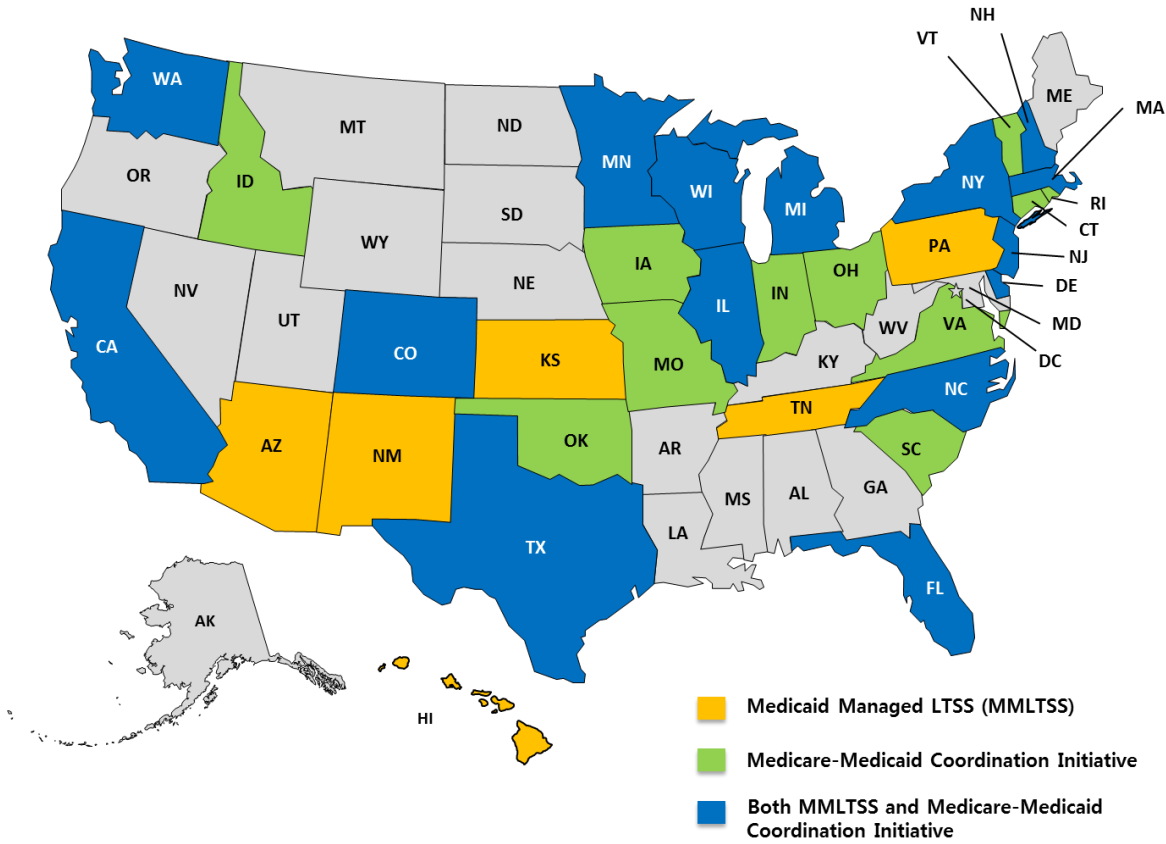 NH
VT
WA
ME
MA
MT
ND
OR
ID
MN
WI
MI
NY
RI
CT
SD
WY
PA
NJ
IA
NE
OH
DE
NV
IN
IL
UT
VA
MD
WV
DC
CA
CO
KS
MO
KY
NC
TN
AZ
NM
OK
AR
SC
MS
AL
GA
LA
TX
FL
AK
HI
Medicaid Managed LTSS (MMLTSS)
Medicare-Medicaid Coordination Initiative
Both MMLTSS and Medicare-Medicaid
Coordination Initiative